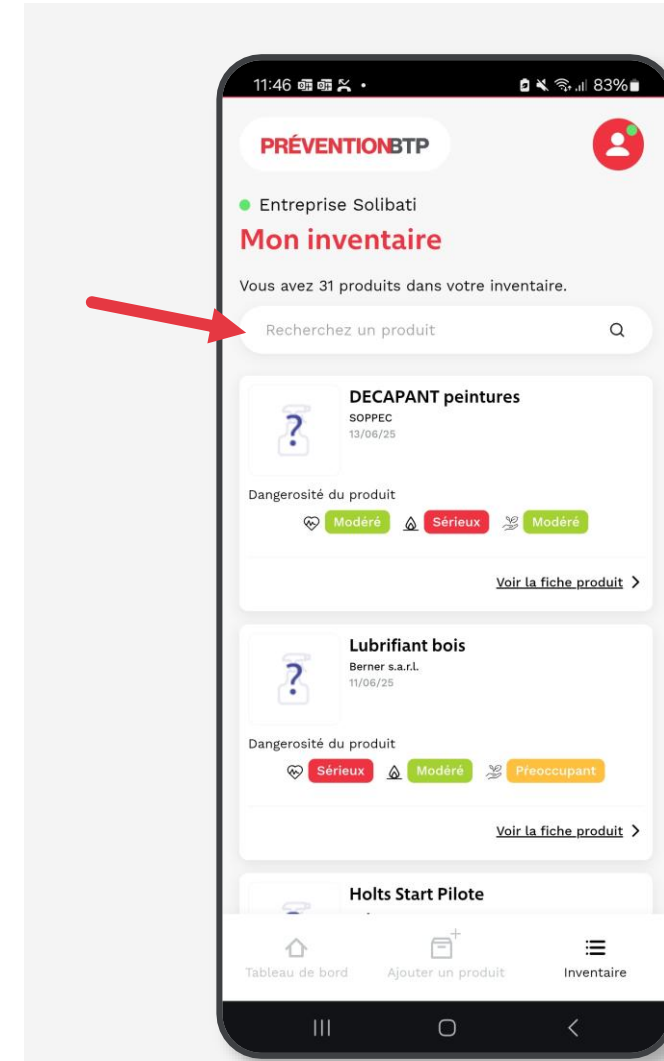 11:46
83%
PRÉVENTIONBTP
Entreprise Solibati
Mon inventaire
Vous avez 31 produits dans votre inventaire.
Recherchez un produit
DECAPANT peintures
SOPPEC
13/06/25
?
Dangerosité du produit
Modéré Sérieux Modéré
Voir la fiche produit
Lubrifiant bois
Berner s.a.r.l.
11/06/25
?
Dangerosité du produit
Sérieux Modéré Préoccupant
Voir la fiche produit
Holts Start Pilote
Tableau de bord Ajouter un produit Inventaire